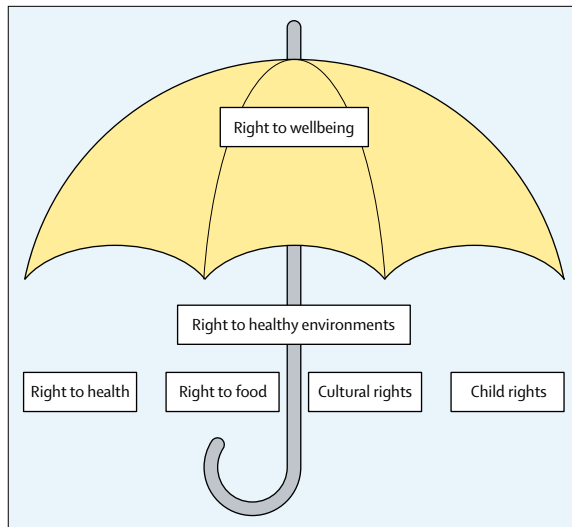 Right to wellbeing
Right to healthy environments
Right to health
Right to food
Cultural rights
Child rights